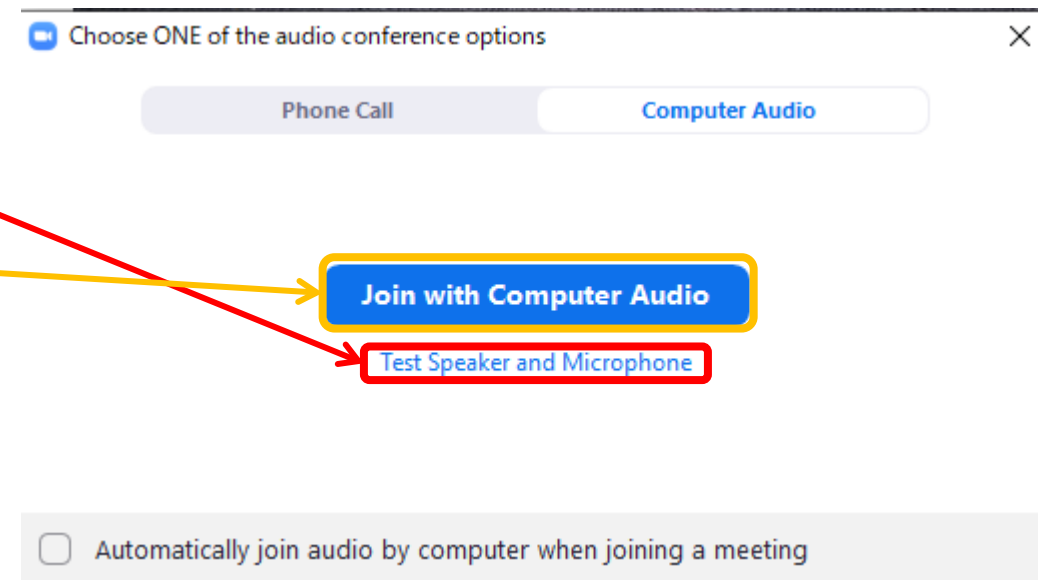 Choose ONE of the audio conference options
Phone Call
Computer Audio
Join with Computer Audio
Test Speaker and Microphone
Automatically join audio by computer when joining a meeting